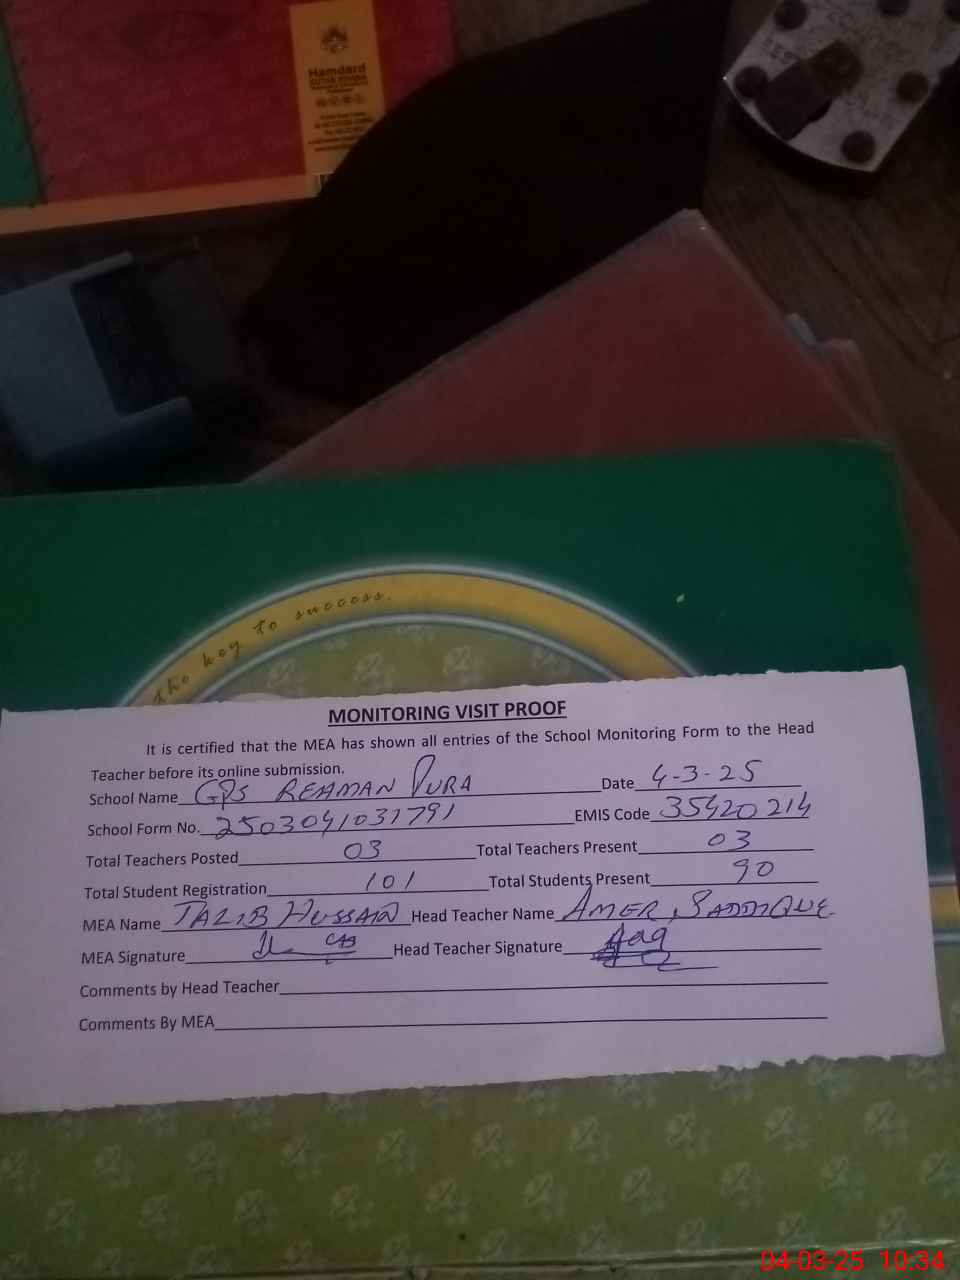 Hamdard
the key to success.
MONITORING VISIT PROOF
It is certified that the MEA has shown all entries of the School Monitoring Form to the Head
Teacher before its online submission.
School Name GPS REAMAN PURA Date 4-3-25
School Form No. 2503041031791 EMIS Code 35420214
Total Teachers Posted 03 Total Teachers Present 03
Total Student Registration 101 Total Students Present 90
MEA Name TALIB HUSSAIN Head Teacher Name AMER SADDIQUE
MEA Signature Head Teacher Signature
Comments by Head Teacher
Comments By MEA
04-03-25 10:34